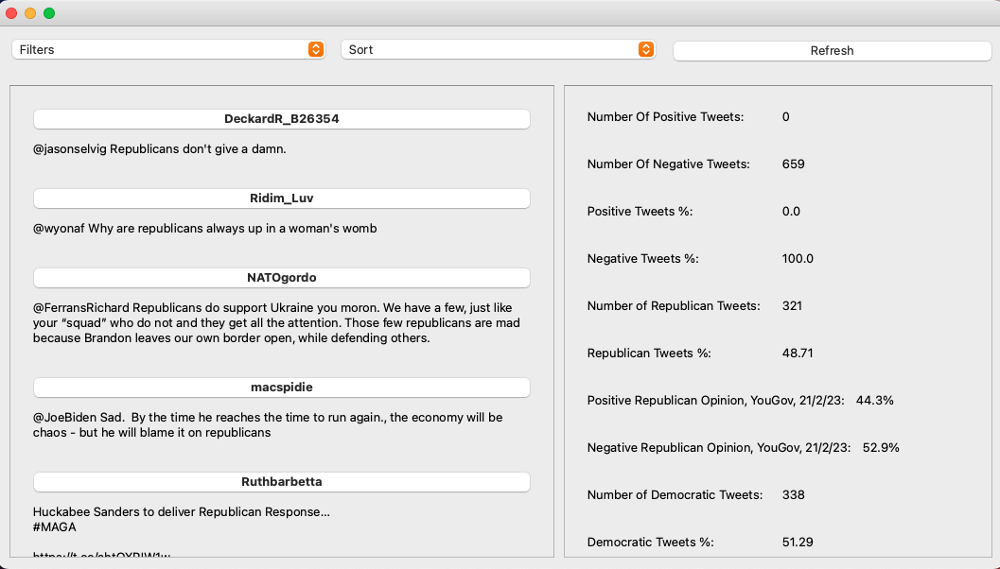 Filters
Sort
Refresh
DeckardR_B26354
@jasonselvig Republicans don't give a damn.
Ridim_Luv
@wyonaf Why are republicans always up in a woman's womb
NATOgordo
@FerransRichard Republicans do support Ukraine you moron. We have a few, just like
your “squad” who do not and they get all the attention. Those few republicans are mad
because Brandon leaves our own border open, while defending others.
macspidie
@JoeBiden Sad.  By the time he reaches the time to run again., the economy will be
chaos - but he will blame it on republicans
Ruthbarbetta
Huckabee Sanders to deliver Republican Response...
#MAGA
Number Of Positive Tweets: 0
Number Of Negative Tweets: 659
Positive Tweets %: 0.0
Negative Tweets %: 100.0
Number of Republican Tweets: 321
Republican Tweets %: 48.71
Positive Republican Opinion, YouGov, 21/2/23: 44.3%
Negative Republican Opinion, YouGov, 21/2/23: 52.9%
Number of Democratic Tweets: 338
Democratic Tweets %: 51.29